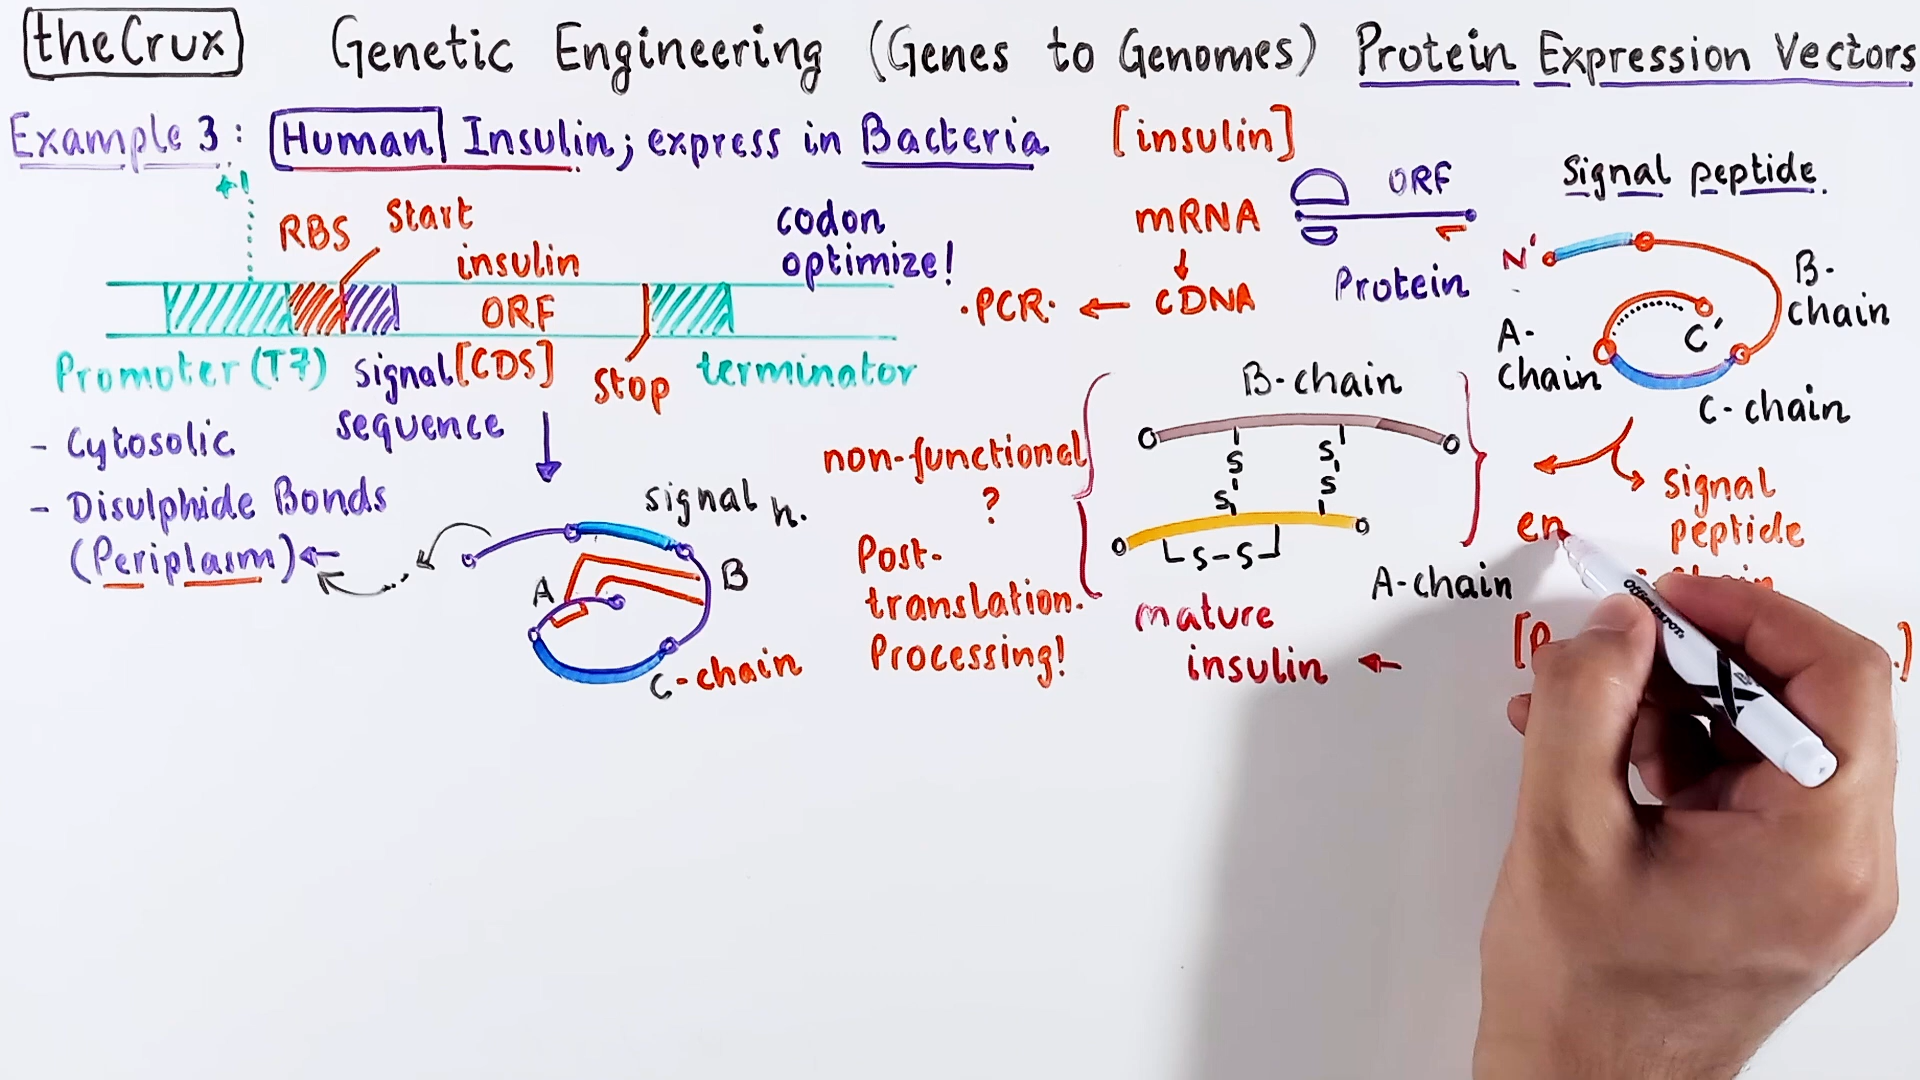 theCrux Genetic Engineering (Genes to Genomes) Protein Expression Vectors
Example 3: Human Insulin; express in Bacteria [insulin]
+1
RBS
Start
insulin
codon
optimize!
ORF
[CDS]
Promoter (T7)
signal
sequence
Stop
terminator
- Cytosolic
- Disulphide Bonds
(Periplasm)←
signal h.
A
B
C-chain
mRNA
↓
cDNA
← ·PCR·
ORF
Protein
Signal peptide.
N'
B-
chain
A-
chain
C'
C-chain
non-functional
?
Post-
translation.
Processing!
B-chain
S
S
S
S
S-S
A-chain
mature
insulin ←
signal
peptide
en